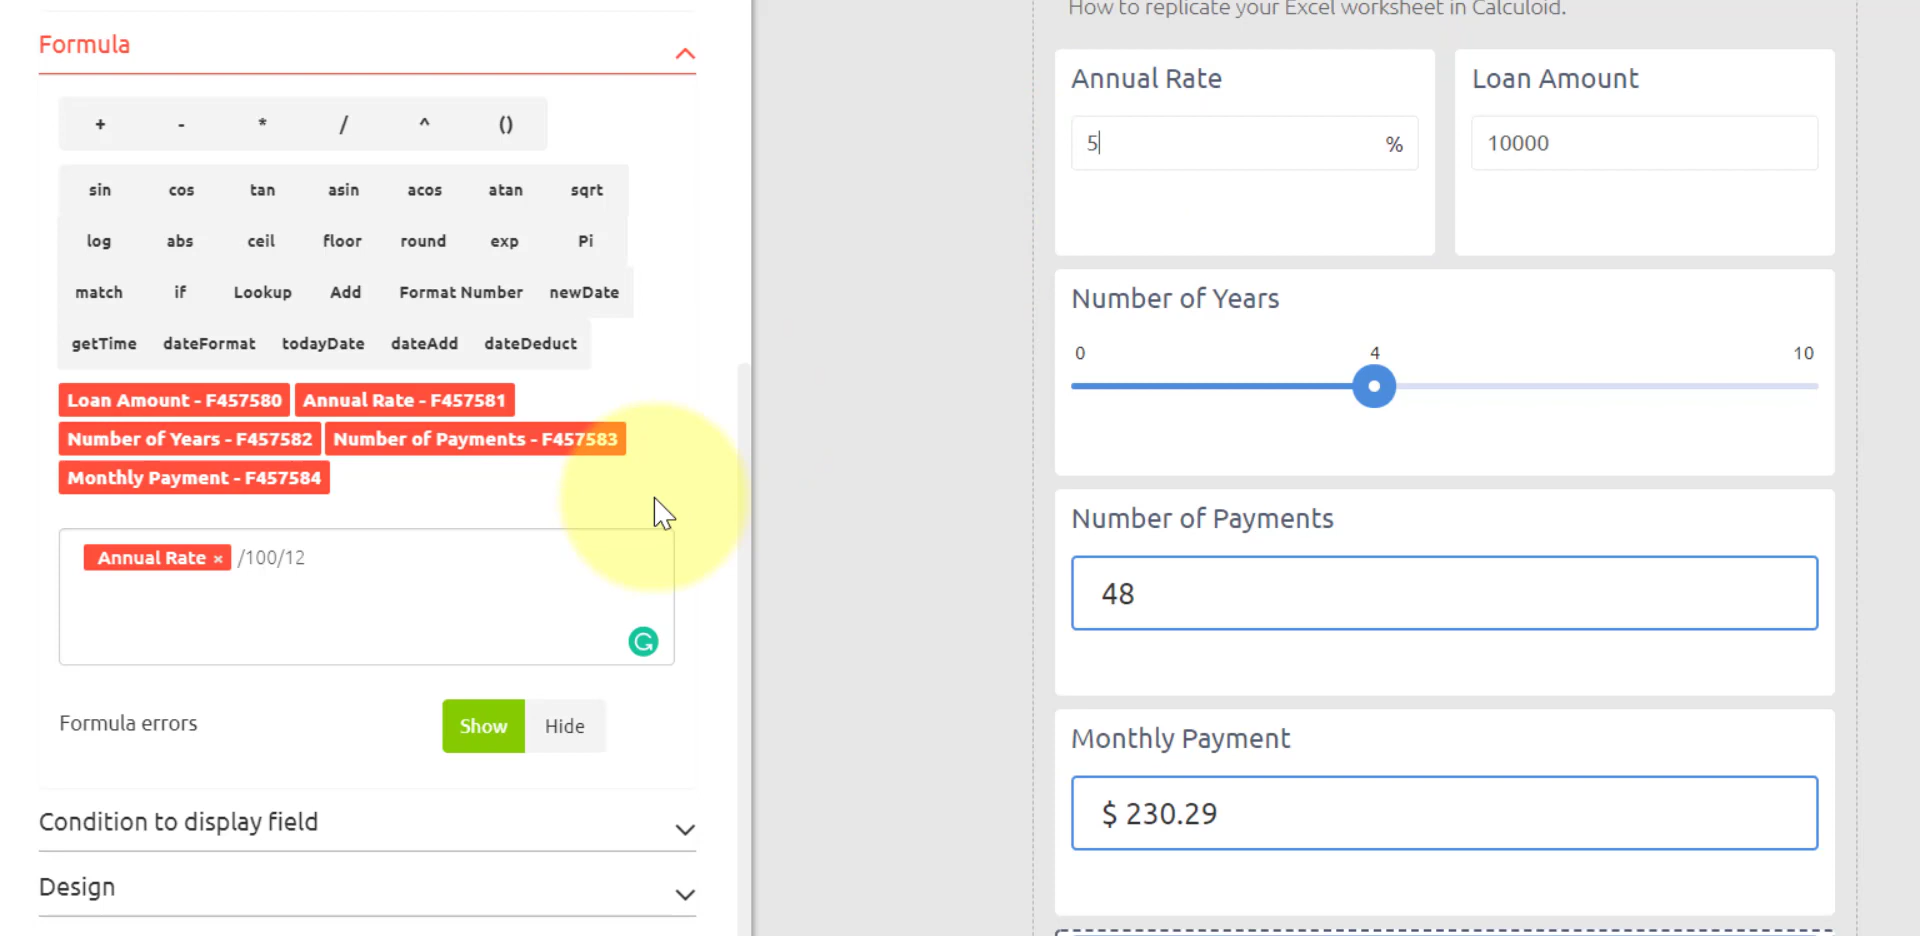 Formula
+ - * / ^ ()
sin cos tan asin acos atan sqrt
log abs ceil floor round exp Pi
match if Lookup Add Format Number newDate
getTime dateFormat todayDate dateAdd dateDeduct
Loan Amount - F457580 Annual Rate - F457581
Number of Years - F457582 Number of Payments - F457583
Monthly Payment - F457584
Annual Rate × /100/12
Formula errors Show Hide
Condition to display field
Design
How to replicate your Excel worksheet in Calculoid.
Annual Rate
5 %
Loan Amount
10000
Number of Years
0 4 10
Number of Payments
48
Monthly Payment
$ 230.29